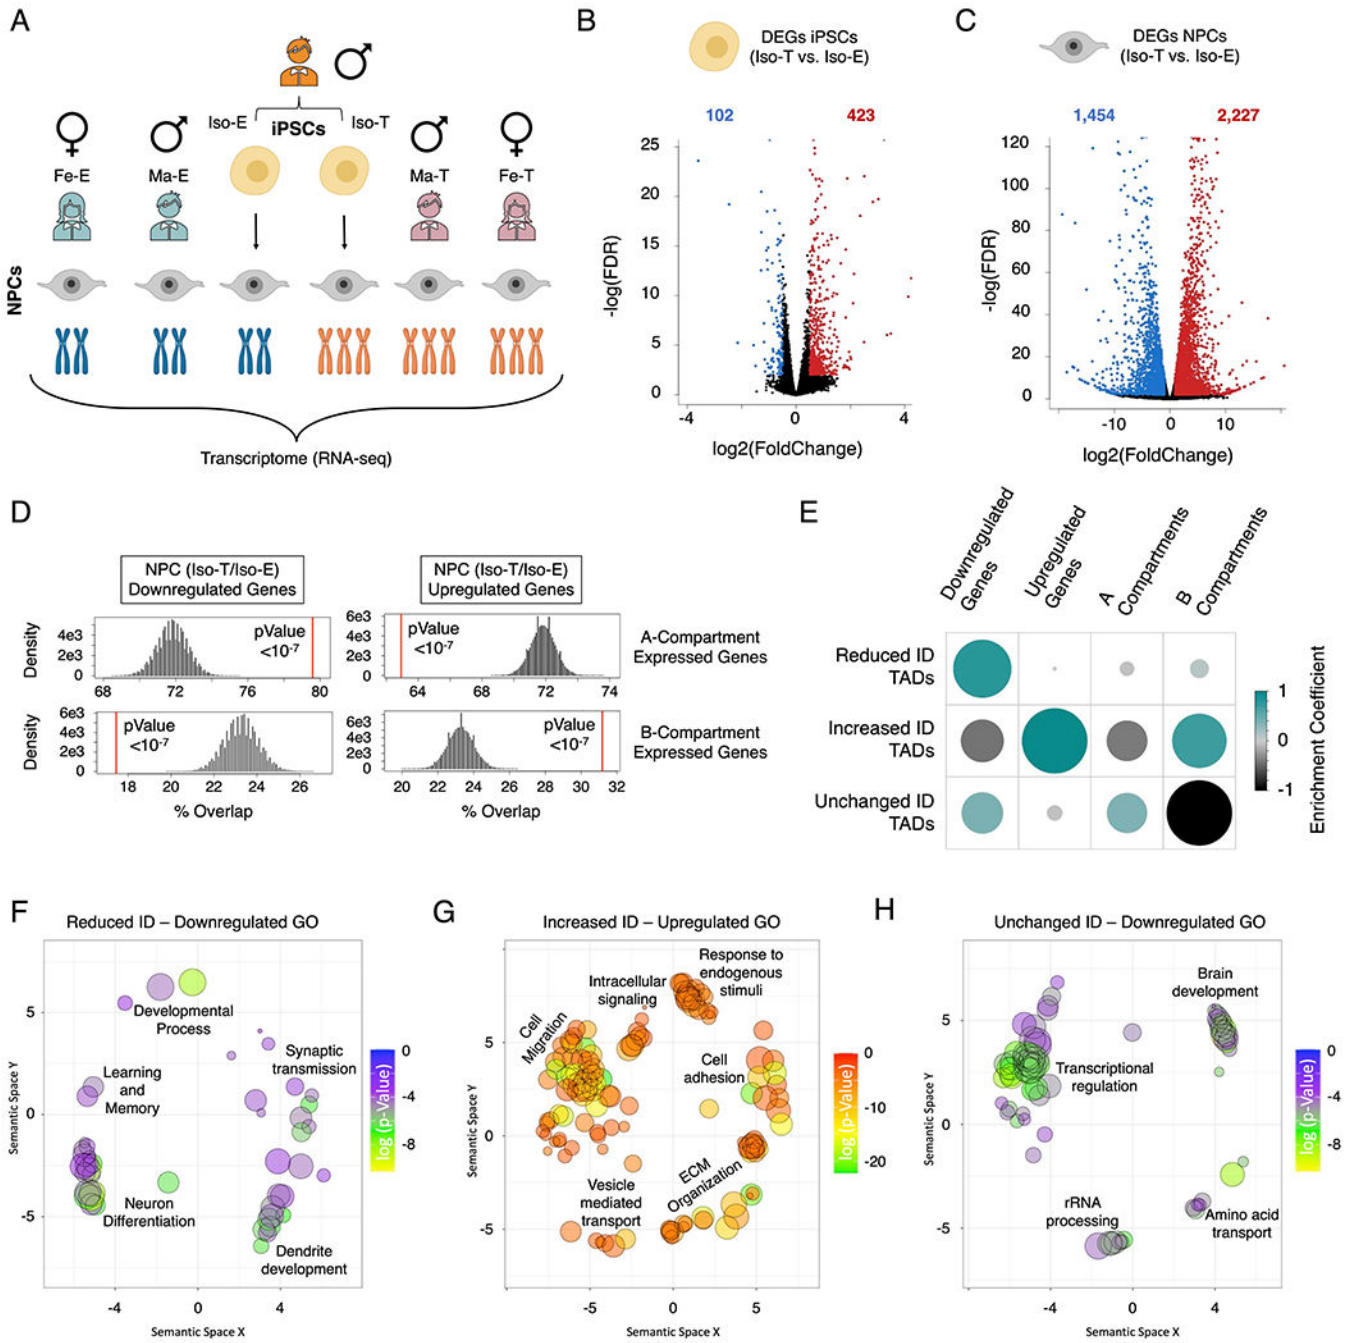 A
Iso-E
iPSCs
Iso-T
Fe-E
Ma-E
Ma-T
Fe-T
NPCs
Transcriptome (RNA-seq)
B
DEGs iPSCs
(Iso-T vs. Iso-E)
102
423
25
20
15
10
5
0
-log(FDR)
-4
0
4
log2(FoldChange)
C
DEGs NPCs
(Iso-T vs. Iso-E)
1,454
2,227
120
100
80
60
40
20
0
-log(FDR)
-10
0
10
log2(FoldChange)
D
NPC (Iso-T/Iso-E)
Downregulated Genes
NPC (Iso-T/Iso-E)
Upregulated Genes
Density
4e3
2e3
0
pValue
<10-7
68
72
76
80
6e3
4e3
2e3
0
pValue
<10-7
64
68
72
74
A-Compartment
Expressed Genes
Density
6e3
4e3
2e3
0
pValue
<10-7
18
20
22
24
26
% Overlap
6e3
4e3
2e3
0
pValue
<10-7
20
22
24
26
28
30
32
% Overlap
B-Compartment
Expressed Genes
E
Downregulated
Genes
Upregulated
Genes
A
Compartments
B
Compartments
Reduced ID
TADs
Increased ID
TADs
Unchanged ID
TADs
1
0
-1
Enrichment Coefficient
F
Reduced ID – Downregulated GO
Developmental
Process
Learning
and
Memory
Synaptic
transmission
Neuron
Differentiation
Dendrite
development
5
0
-5
Semantic Space Y
-4
0
4
Semantic Space X
0
-4
-8
log (p-Value)
G
Increased ID – Upregulated GO
Response to
endogenous
stimuli
Intracellular
signaling
Cell
Migration
Cell
adhesion
ECM
Organization
Vesicle
mediated
transport
5
0
-5
Semantic Space Y
-5
0
5
Semantic Space X
0
-10
-20
log (p-Value)
H
Unchanged ID – Downregulated GO
Brain
development
Transcriptional
regulation
rRNA
processing
Amino acid
transport
5
0
-5
Semantic Space Y
-4
0
4
Semantic Space X
0
-4
-8
log (p-Value)